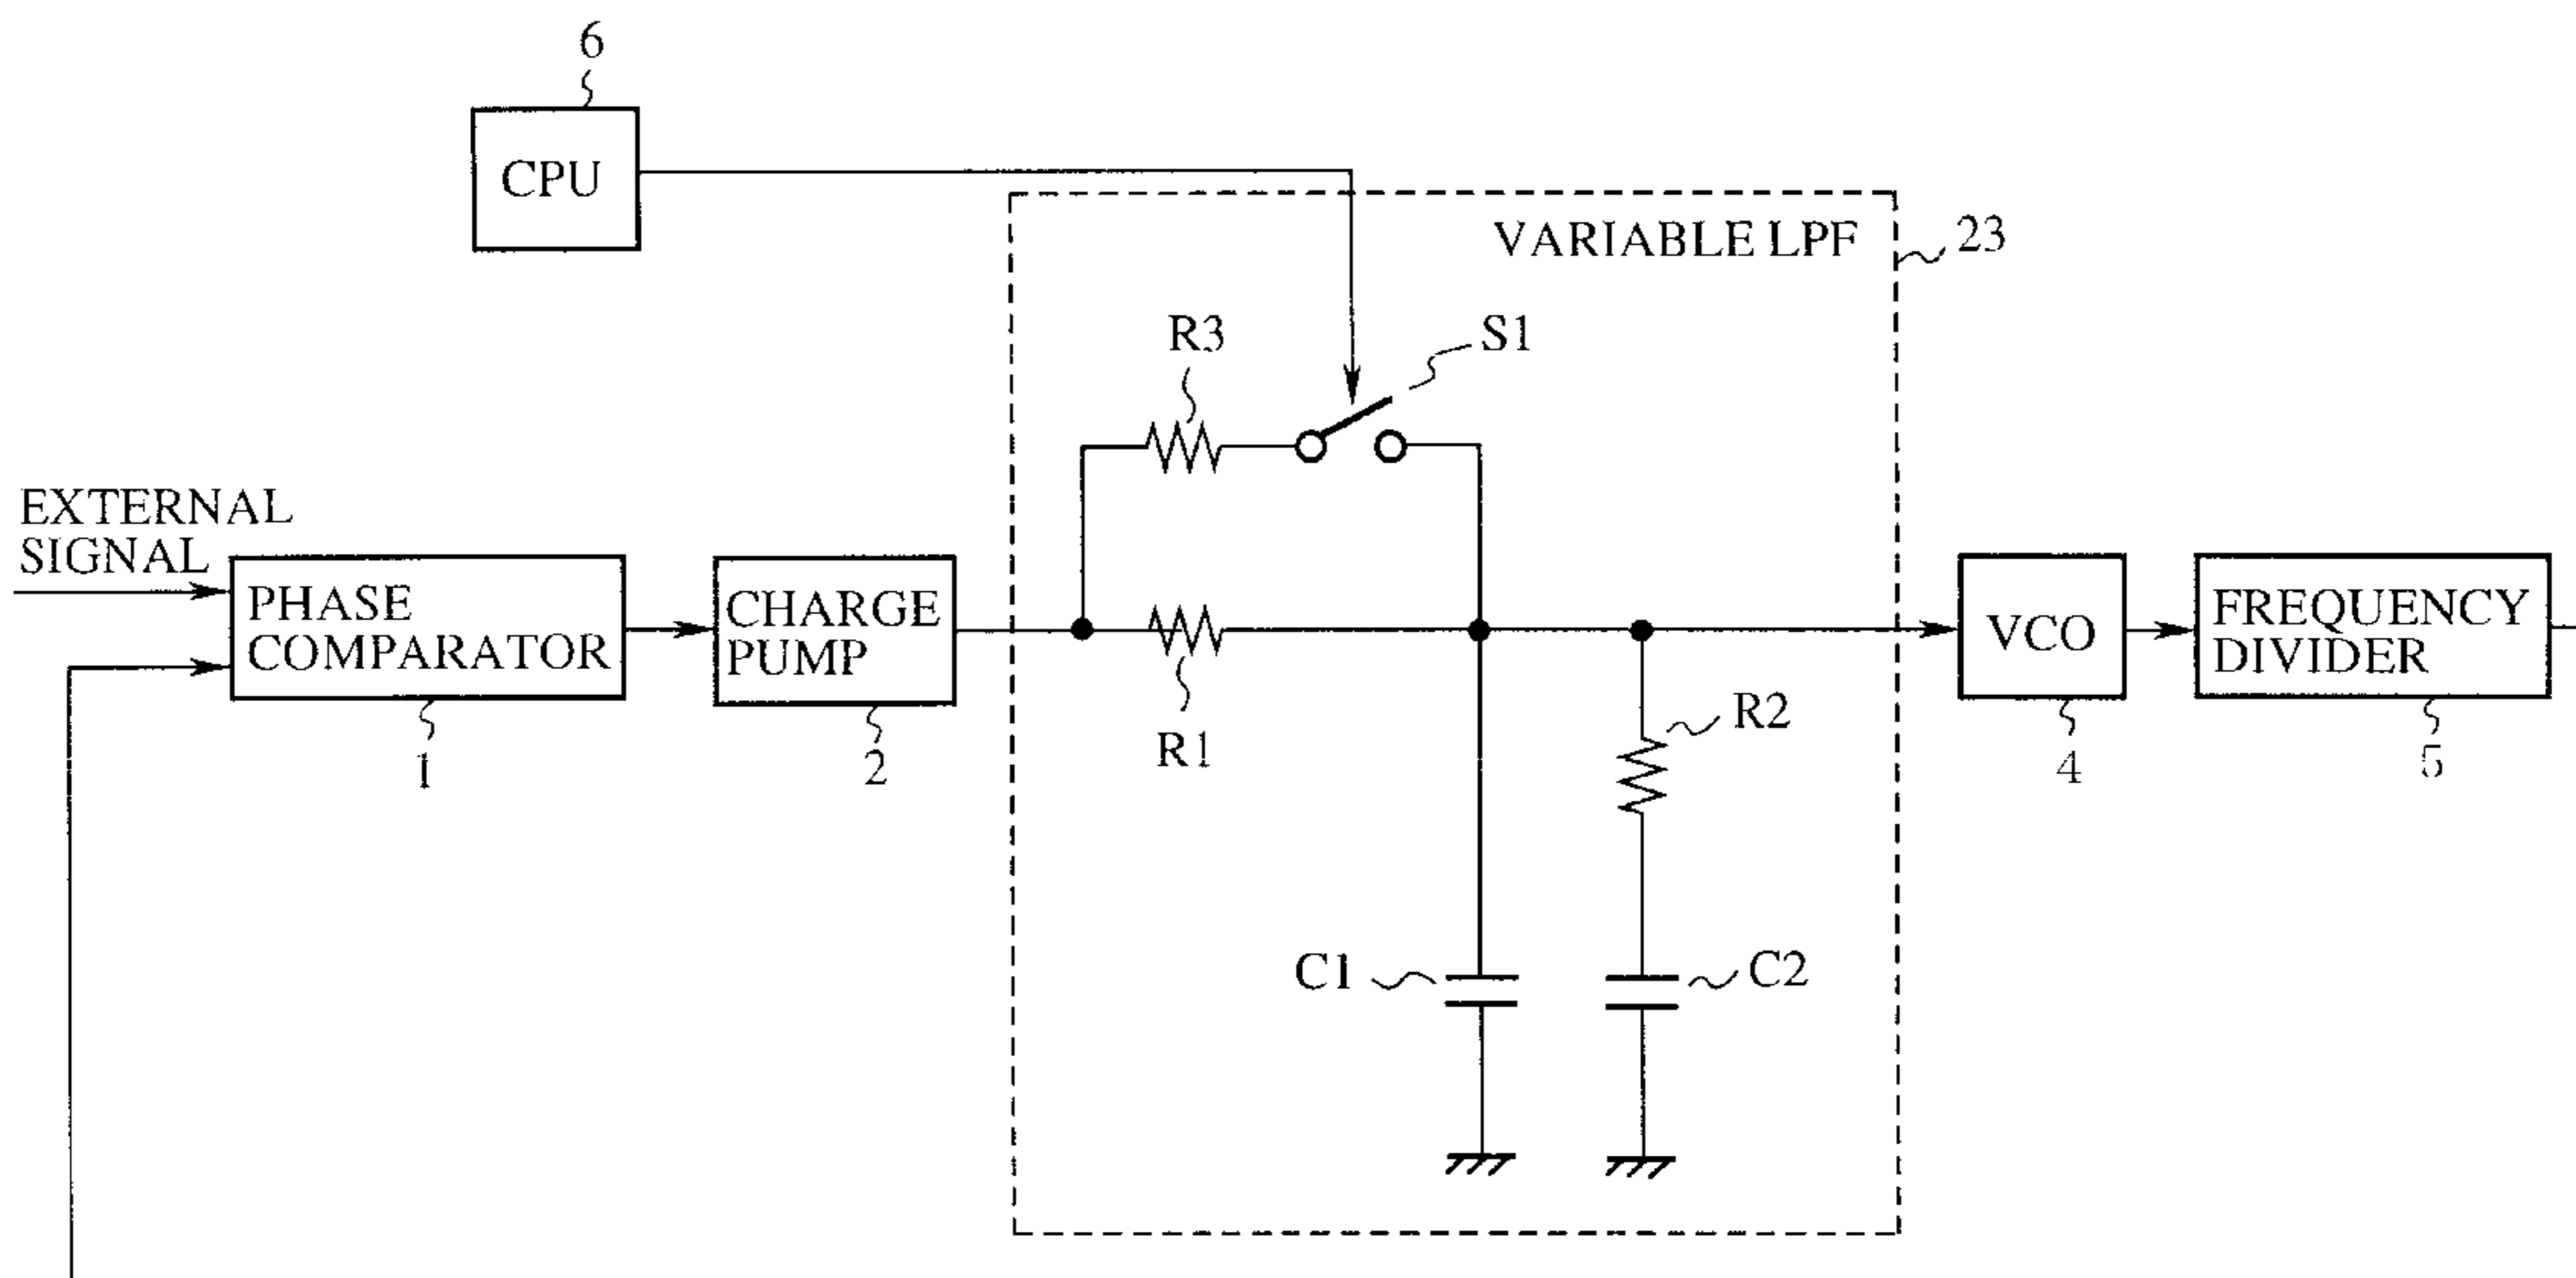 6
CPU
VARIABLE LPF
23
R3
S1
EXTERNAL
SIGNAL
PHASE
COMPARATOR
CHARGE
PUMP
VCO
FREQUENCY
DIVIDER
R1
R2
1
2
4
5
C1
C2